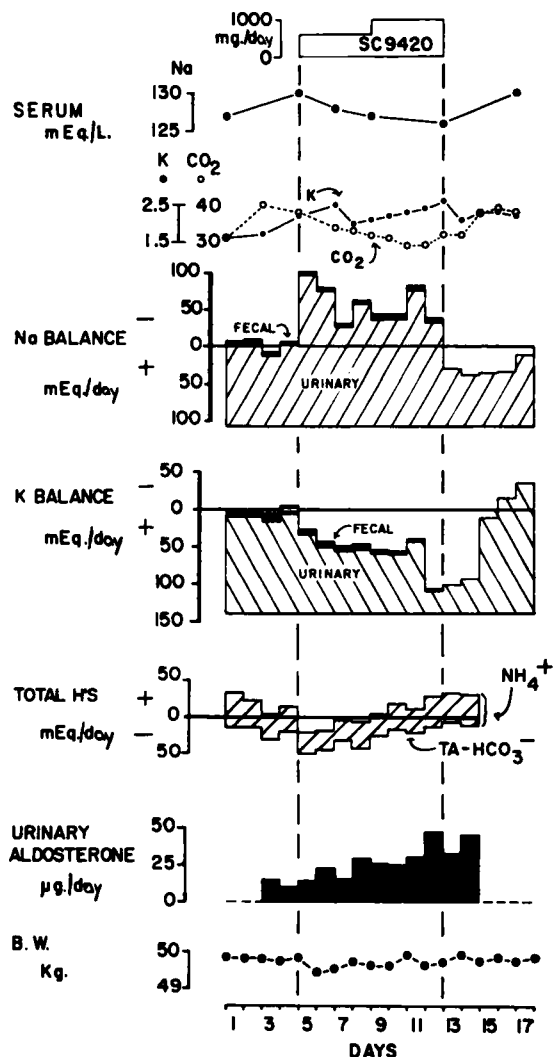 1000
mg./day
0
SC9420
Na
SERUM
mEq/L.
130
125
K CO2
2.5 40
1.5 30
K
CO2
100
50
0
50
100
Na BALANCE
−
+
mEq./day
FECAL
URINARY
K BALANCE
−
+
mEq./day
0
50
100
150
FECAL
URINARY
TOTAL H'S
+
−
mEq/day
50
0
50
NH4+
TA-HCO3−
URINARY
ALDOSTERONE
µg./day
50
25
0
B.W.
Kg.
50
49
1 3 5 7 9 11 13 15 17
DAYS